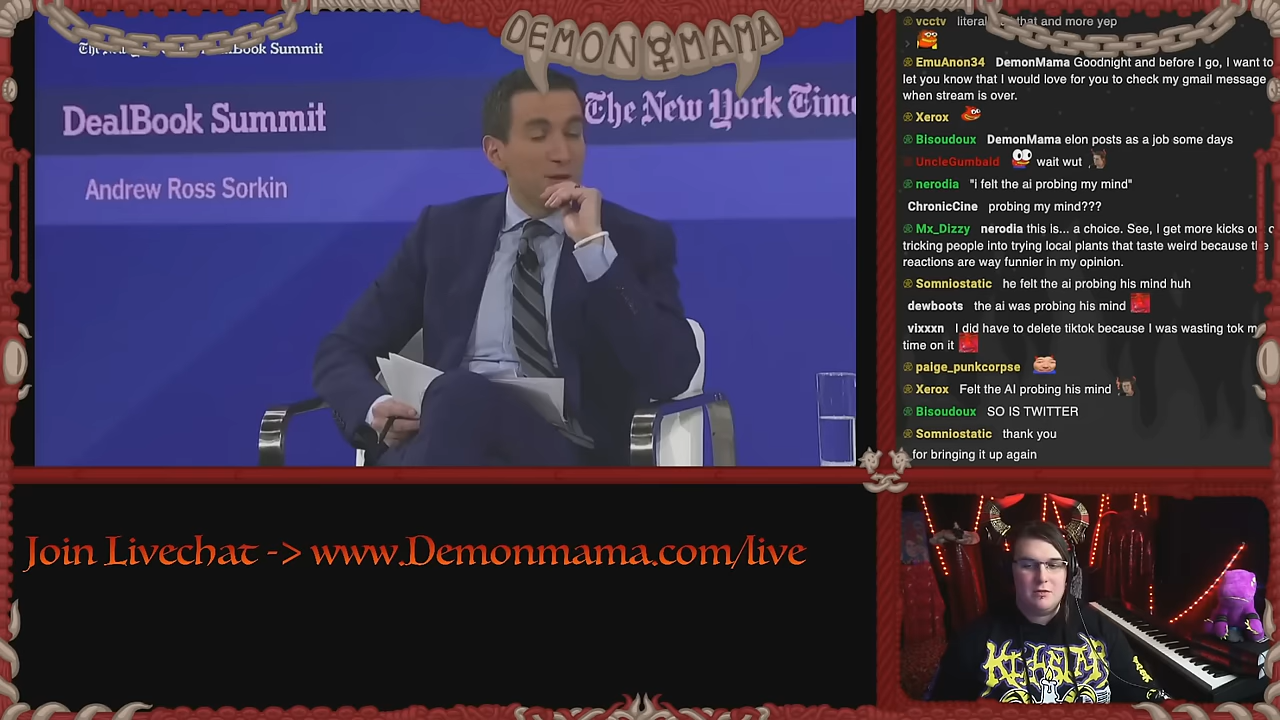 DEMON MAMA
DealBook Summit
DealBook Summit
The New York Time
Andrew Ross Sorkin
vcctv that and more yep
EmuAnon34 DemonMama Goodnight and before I go, I want to
let you know that I would love for you to check my gmail message
when stream is over.
Xerox
Bisoudoux DemonMama elon posts as a job some days
UncleGumbald wait wut
nerodia "I felt the ai probing my mind"
ChronicCine probing my mind???
Mx_Dizzy nerodia this is... a choice. See, I get more kicks
tricking people into trying local plants that taste weird because the
reactions are way funnier in my opinion.
Somniostatic he felt the ai probing his mind huh
dewboots the ai was probing his mind
vixxxn I did have to delete tiktok because I was wasting tok m
time on it
paige_punkcorpse
Xerox Felt the AI probing his mind
Bisoudoux SO IS TWITTER
Somniostatic thank you
for bringing it up again
Join Livechat -> www.Demonmama.com/live